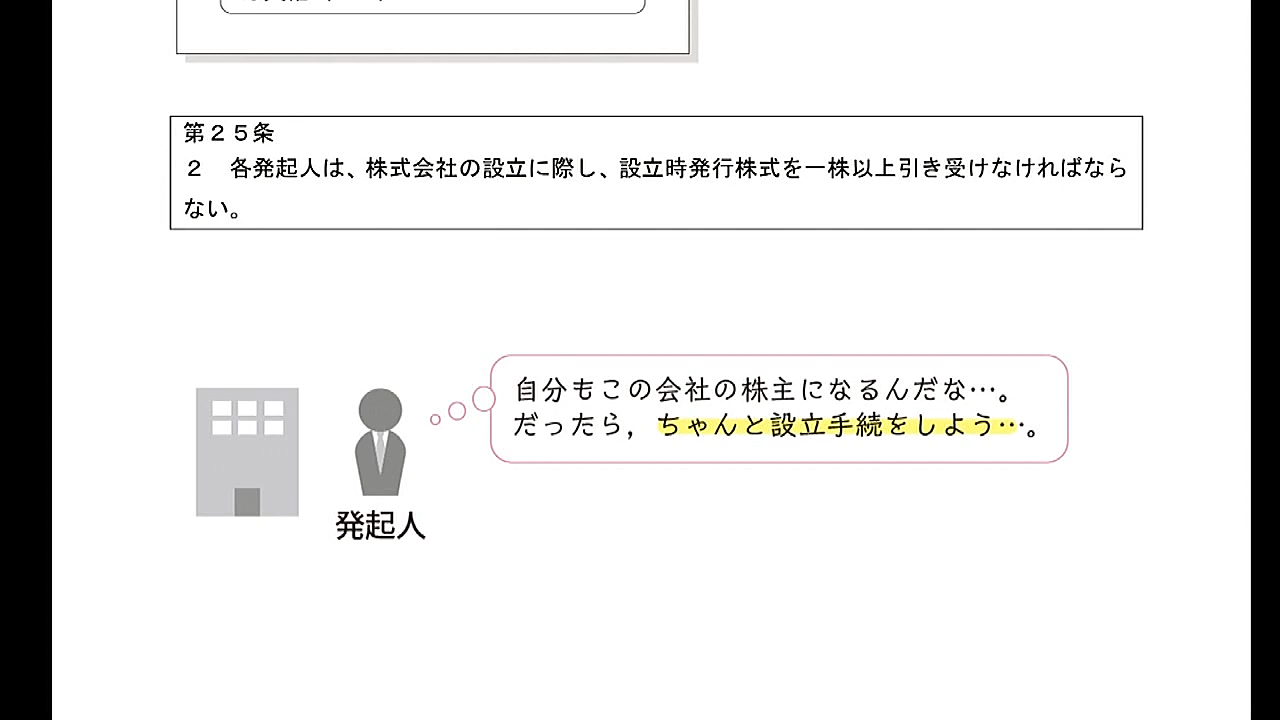 第２５条
２　各発起人は、株式会社の設立に際し、設立時発行株式を一株以上引き受けなければなら
ない。
自分もこの会社の株主になるんだな…。
だったら，ちゃんと設立手続をしよう…。
発起人